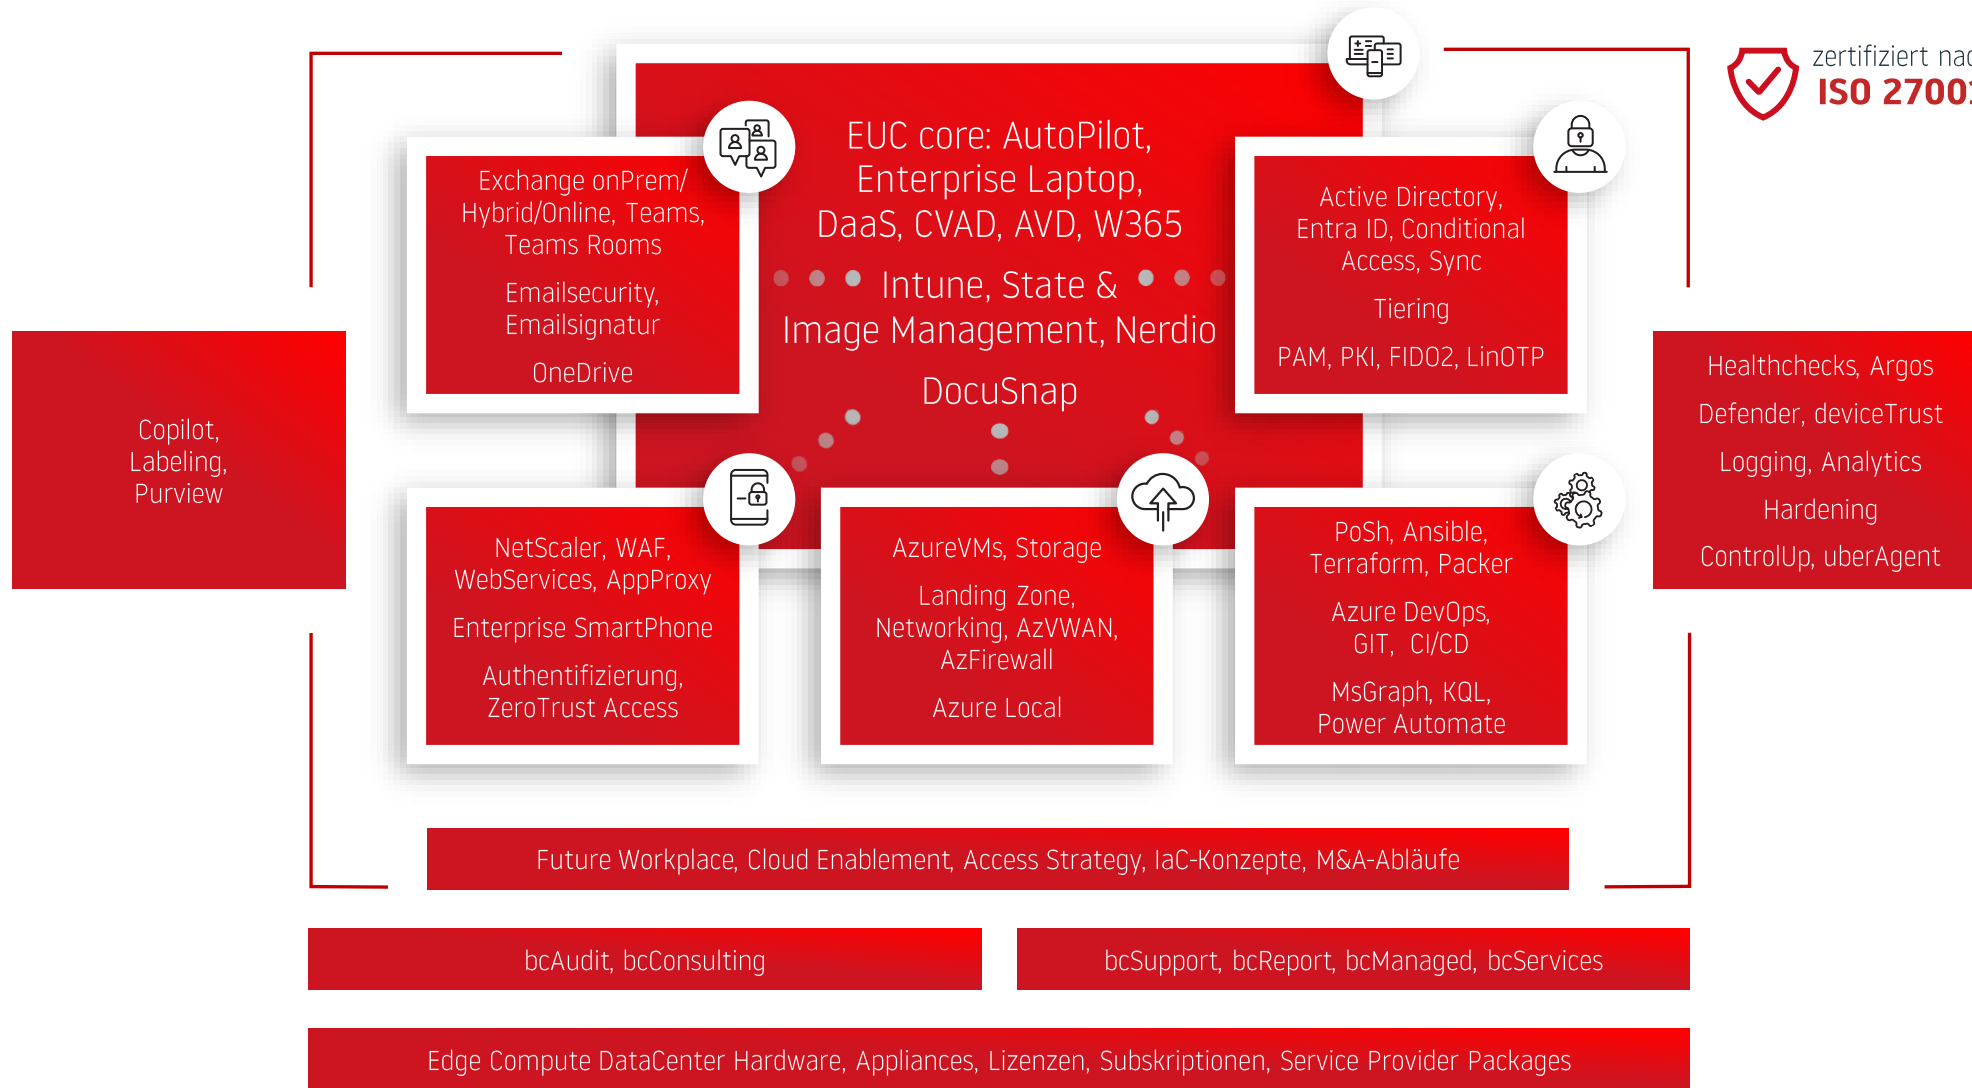 zertifiziert nac
ISO 27001
EUC core: AutoPilot,
Enterprise Laptop,
DaaS, CVAD, AVD, W365
Intune, State &
Image Management, Nerdio
DocuSnap
Exchange onPrem/
Hybrid/Online, Teams,
Teams Rooms
Emailsecurity,
Emailsignatur
OneDrive
Active Directory,
Entra ID, Conditional
Access, Sync
Tiering
PAM, PKI, FIDO2, LinOTP
Copilot,
Labeling,
Purview
Healthchecks, Argos
Defender, deviceTrust
Logging, Analytics
Hardening
ControlUp, uberAgent
NetScaler, WAF,
WebServices, AppProxy
Enterprise SmartPhone
Authentifizierung,
ZeroTrust Access
AzureVMs, Storage
Landing Zone,
Networking, AzVWAN,
AzFirewall
Azure Local
PoSh, Ansible,
Terraform, Packer
Azure DevOps,
GIT, CI/CD
MsGraph, KQL,
Power Automate
Future Workplace, Cloud Enablement, Access Strategy, IaC-Konzepte, M&A-Abläufe
bcAudit, bcConsulting
bcSupport, bcReport, bcManaged, bcServices
Edge Compute DataCenter Hardware, Appliances, Lizenzen, Subskriptionen, Service Provider Packages